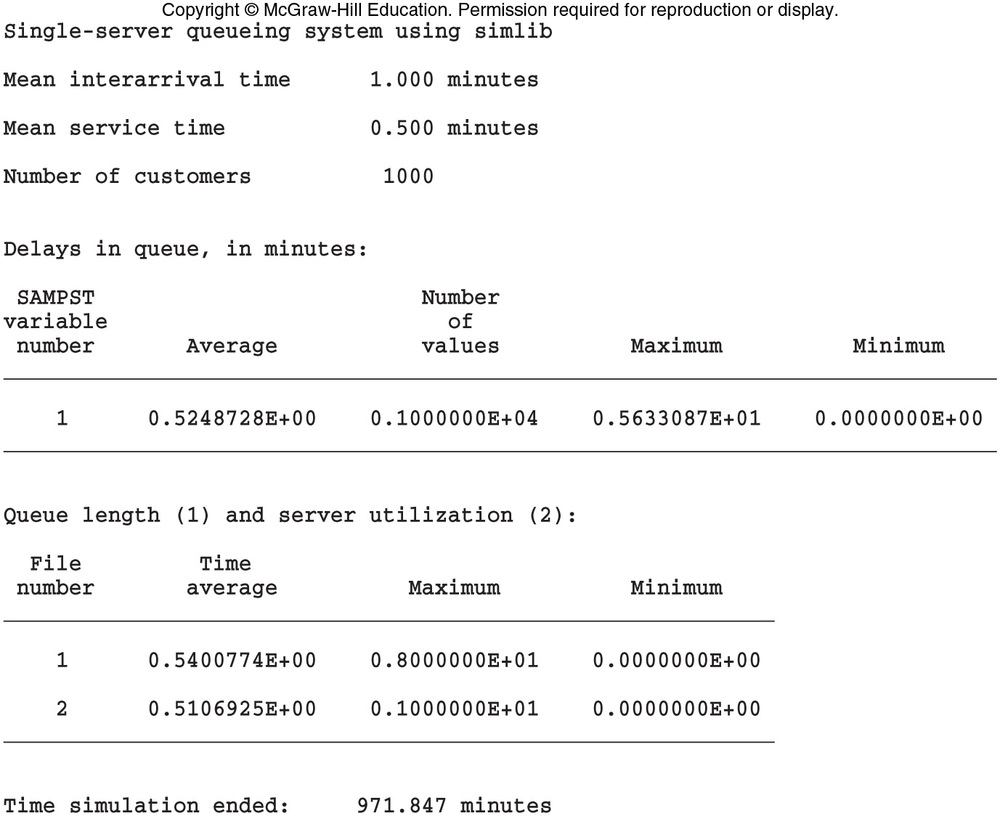 Copyright © McGraw-Hill Education. Permission required for reproduction or display.
Single-server queueing system using simlib
Mean interarrival time 1.000 minutes
Mean service time 0.500 minutes
Number of customers 1000
Delays in queue, in minutes:
SAMPST Number
variable of
number Average values Maximum Minimum
1 0.5248728E+00 0.1000000E+04 0.5633087E+01 0.0000000E+00
Queue length (1) and server utilization (2):
File Time
number average Maximum Minimum
1 0.5400774E+00 0.8000000E+01 0.0000000E+00
2 0.5106925E+00 0.1000000E+01 0.0000000E+00
Time simulation ended: 971.847 minutes